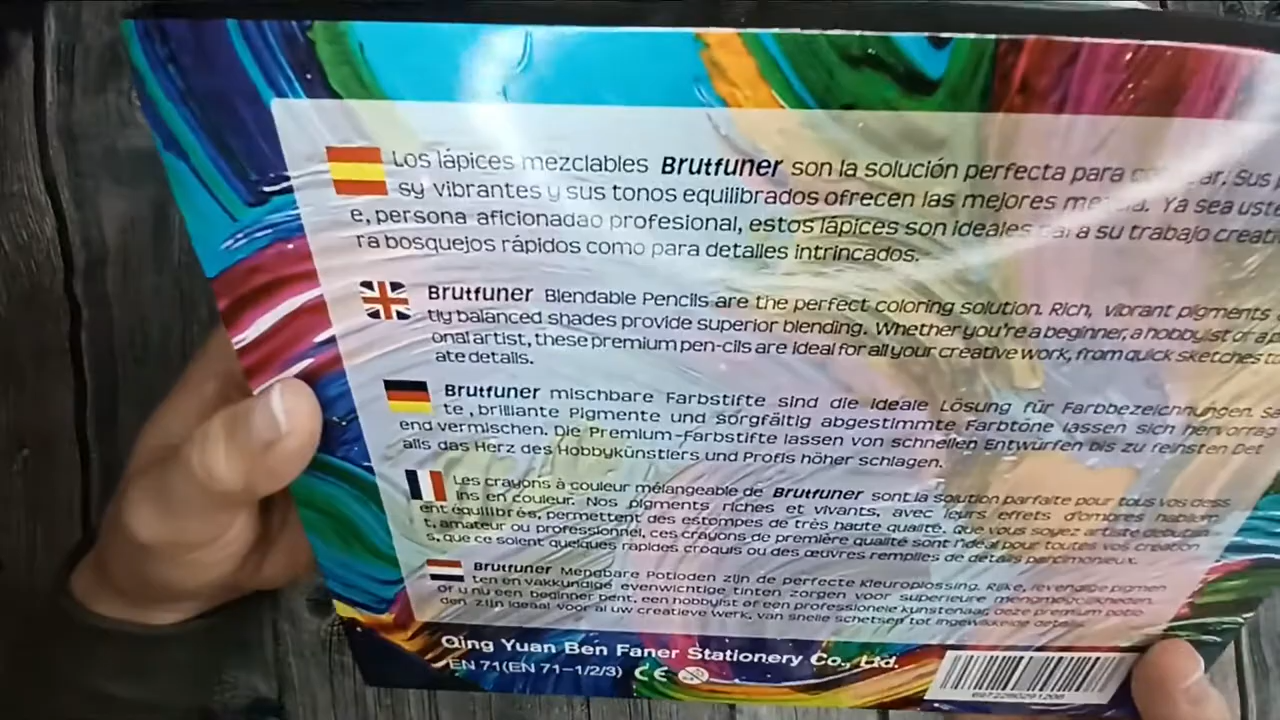 Los lápices mezclables Brutfuner son la solución perfecta para ar. Sus
sy vibrantes y sus tonos equilibrados ofrecen las mejores Ya sea uste
e, persona aficionadao profesional, estos lápices son ideales para su trabajo creati
ra bosquejos rápidos como para detalles intrincados.
Brutfuner Blendable Pencils are the perfect coloring solution. Rich, vibrant pigments
tly balanced shades provide superior blending. Whether you're a beginner, a hobbyist or a p
onal artist, these premium pen-cils are ideal for all your creative work, from quick sketches to
ate details.
Brutfuner mischbare Farbstifte sind die ideale Lösung für Farbbezeichnungen. Se
te, brilliante Pigmente und sorgfältig abgestimmte Farbtöne lassen sich hervorrag
end vermischen. Die Premium-Farbstifte lassen von schnellen Entwürfen bis zu reinsten Det
ails das Herz des Hobbykünstlers und Profis höher schlagen.
Les crayons à couleur mélangeable de Brutfuner sont la solution parfaite pour tous vos dess
ins en couleur. Nos pigments riches et vivants, avec leurs effets d'ombres habilem
ent équilibrés, permettent des estompes de très haute qualité. Que vous soyez artiste débutan
t, amateur ou professionnel, ces crayons de première qualité sont l'idéal pour toutes vos création
s, que ce soient quelques rapides croquis ou des œuvres remplies de détails parcimonieux.
Brutfuner Mengbare Potloden zijn de perfecte kleuroplossing. Rijke, levendige pigmen
ten en vakkundige evenwichtige tinten zorgen voor superieure
of u nu een beginner bent, een hobbyist of een professionele kunstenaar, deze premium potlo
den zijn ideaal voor al uw creatieve werk, van snelle schetsen tot ingewikkelde details.
Qing Yuan Ben Faner Stationery Co., Ltd.
EN 71(EN 71-1/2/3) CE